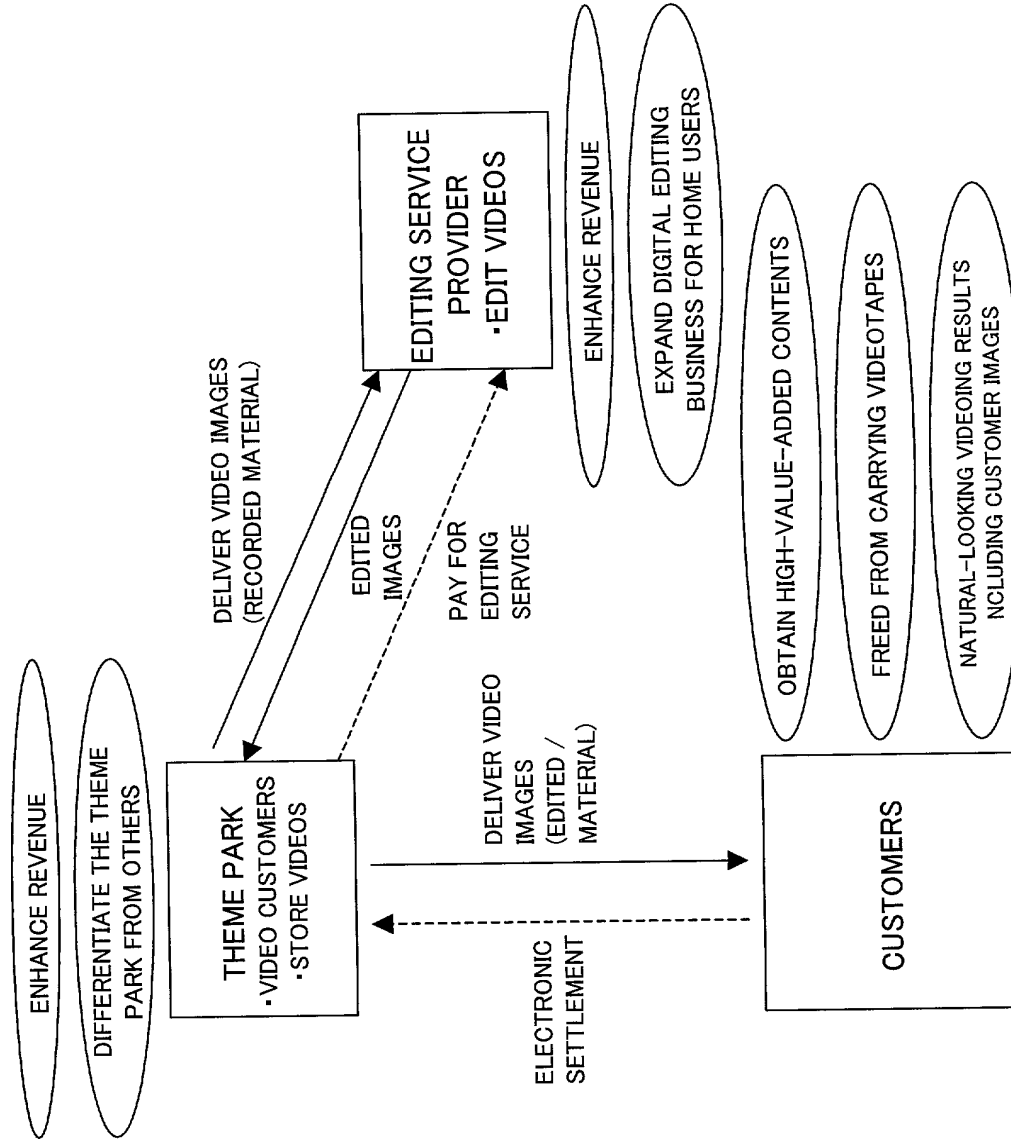 ENHANCE REVENUE
DIFFERENTIATE THE THEME
PARK FROM OTHERS
THEME PARK
・VIDEO CUSTOMERS
・STORE VIDEOS
DELIVER VIDEO IMAGES
(RECORDED MATERIAL)
EDITED
IMAGES
PAY FOR
EDITING
SERVICE
EDITING SERVICE
PROVIDER
・EDIT VIDEOS
ENHANCE REVENUE
EXPAND DIGITAL EDITING
BUSINESS FOR HOME USERS
ELECTRONIC
SETTLEMENT
DELIVER VIDEO
IMAGES
(EDITED /
MATERIAL)
CUSTOMERS
OBTAIN HIGH-VALUE-ADDED CONTENTS
FREED FROM CARRYING VIDEOTAPES
NATURAL-LOOKING VIDEOING RESULTS
NCLUDING CUSTOMER IMAGES